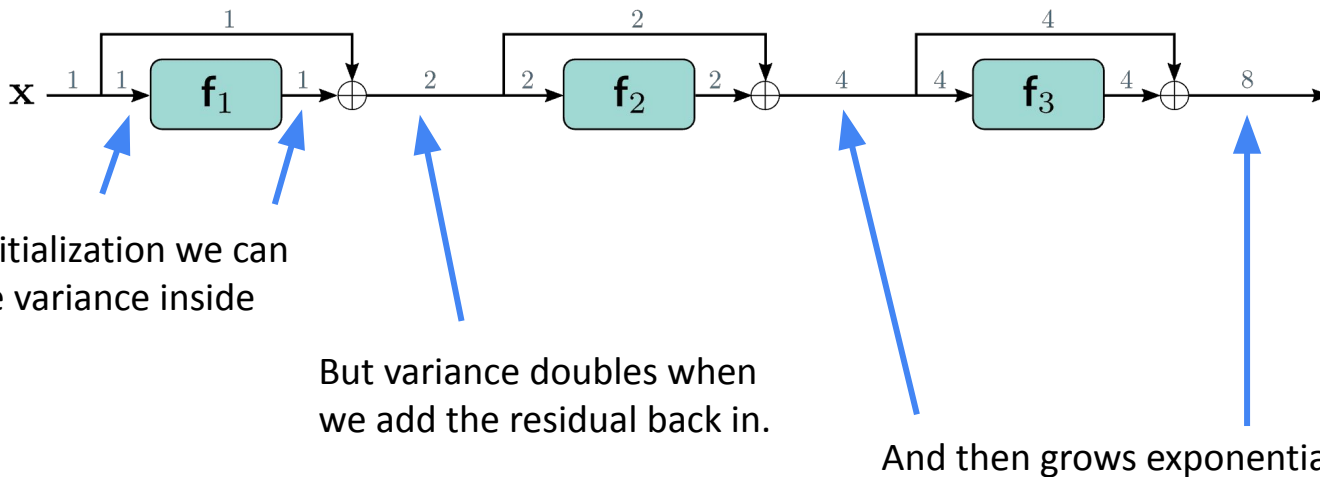 1 2 4
x 1 1 f1 1 2 2 f2 2 4 4 f3 4 8
itialization we can
variance inside
But variance doubles when
we add the residual back in.
And then grows